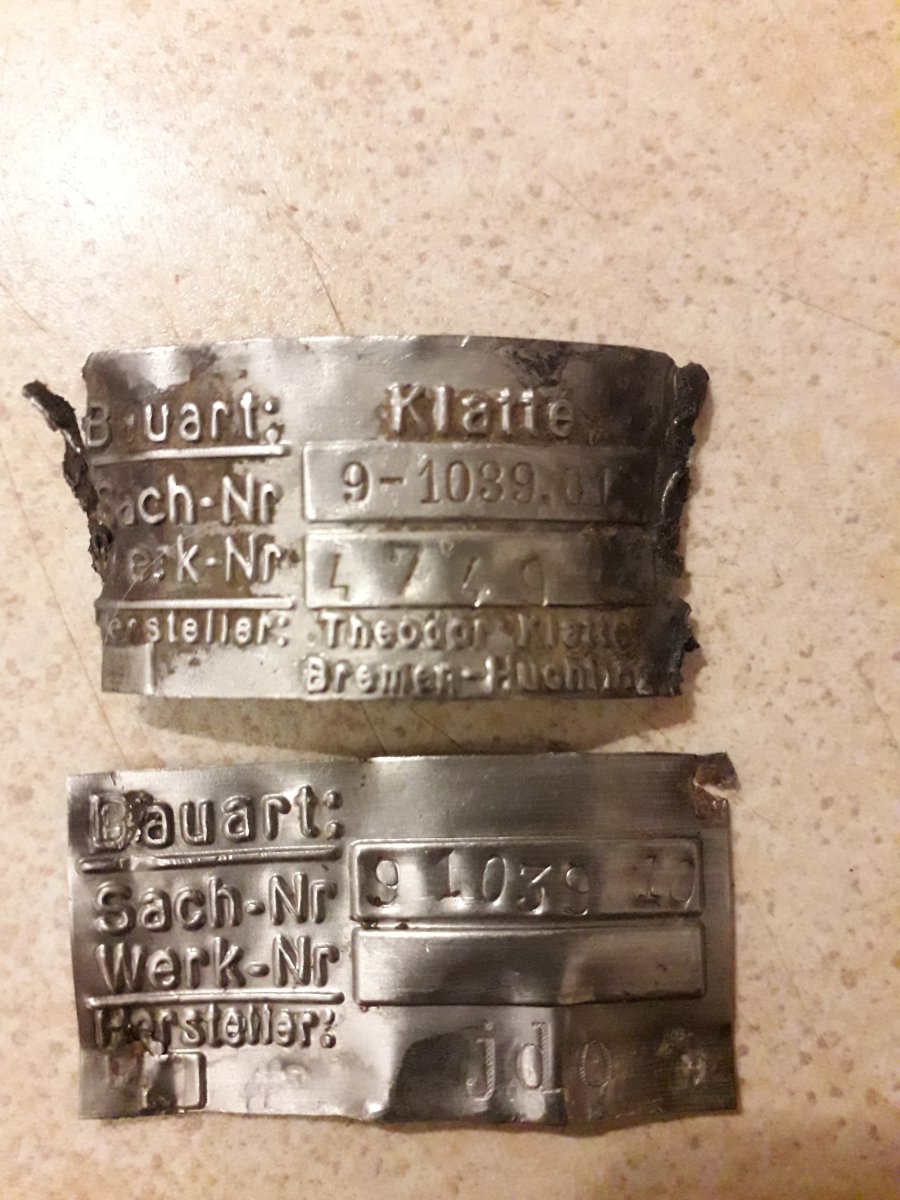 Bauart: Klatte
Sach-Nr 9-1039.01
Werk-Nr 4749
Hersteller: Theodor Klatte
Bremen-Huchting
Bauart:
Sach-Nr 9 1039 10
Werk-Nr
Hersteller:
jdo